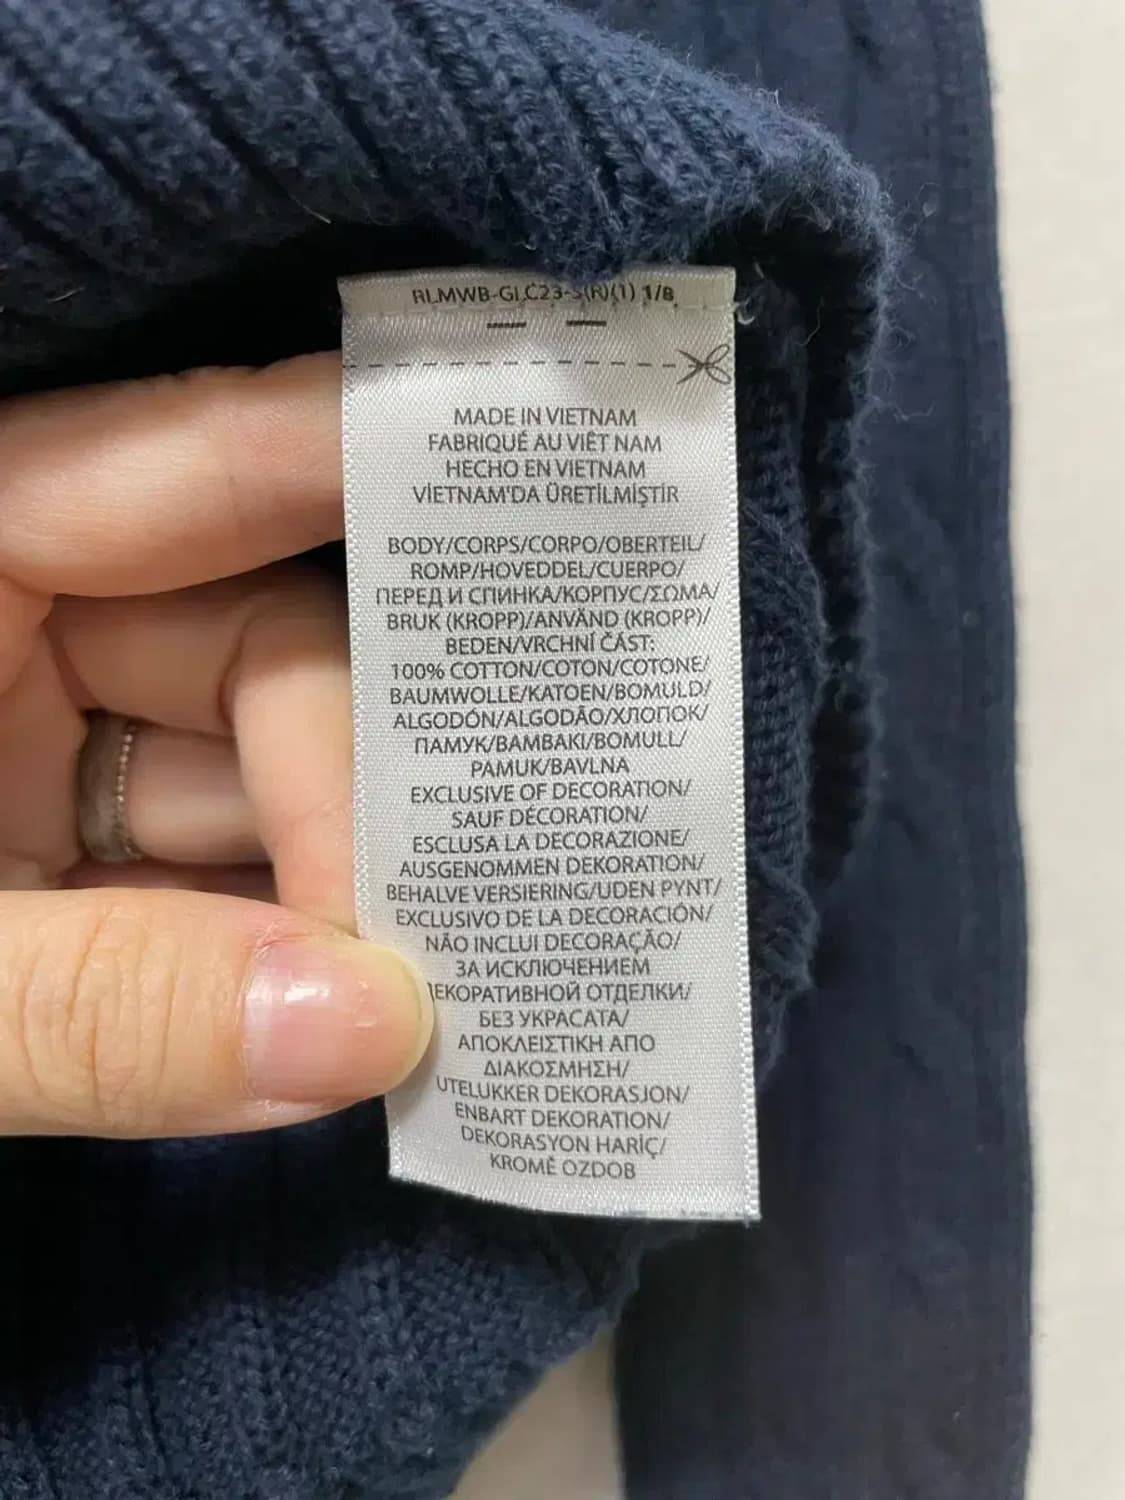 RLMWB-GLC23-S(R)(1) 1/8
MADE IN VIETNAM
FABRIQUÉ AU VIÊT NAM
HECHO EN VIETNAM
VİETNAM'DA ÜRETİLMİŞTİR
BODY/CORPS/CORPO/OBERTEIL/
ROMP/HOVEDDEL/CUERPO/
ПЕРЕД И СПИНКА/КОРПУС/ΣΩΜΑ/
BRUK (KROPP)/ANVÄND (KROPP)/
BEDEN/VRCHNÍ ČÁST:
100% COTTON/COTON/COTONE/
BAUMWOLLE/KATOEN/BOMULD/
ALGODÓN/ALGODÃO/ХЛОПОК/
ПАМУК/ΒΑΜΒΑΚΙ/BOMULL/
PAMUK/BAVLNA
EXCLUSIVE OF DECORATION/
SAUF DÉCORATION/
ESCLUSA LA DECORAZIONE/
AUSGENOMMEN DEKORATION/
BEHALVE VERSIERING/UDEN PYNT/
EXCLUSIVO DE LA DECORACIÓN/
NÃO INCLUI DECORAÇÃO/
ЗА ИСКЛЮЧЕНИЕМ
ЕКОРАТИВНОЙ ОТДЕЛКИ/
БЕЗ УКРАСАТА/
ΑΠΟΚΛΕΙΣΤΙΚΗ ΑΠΟ
ΔΙΑΚΟΣΜΗΣΗ/
UTELUKKER DEKORASJON/
ENBART DEKORATION/
DEKORASYON HARİÇ/
KROMĚ OZDOB